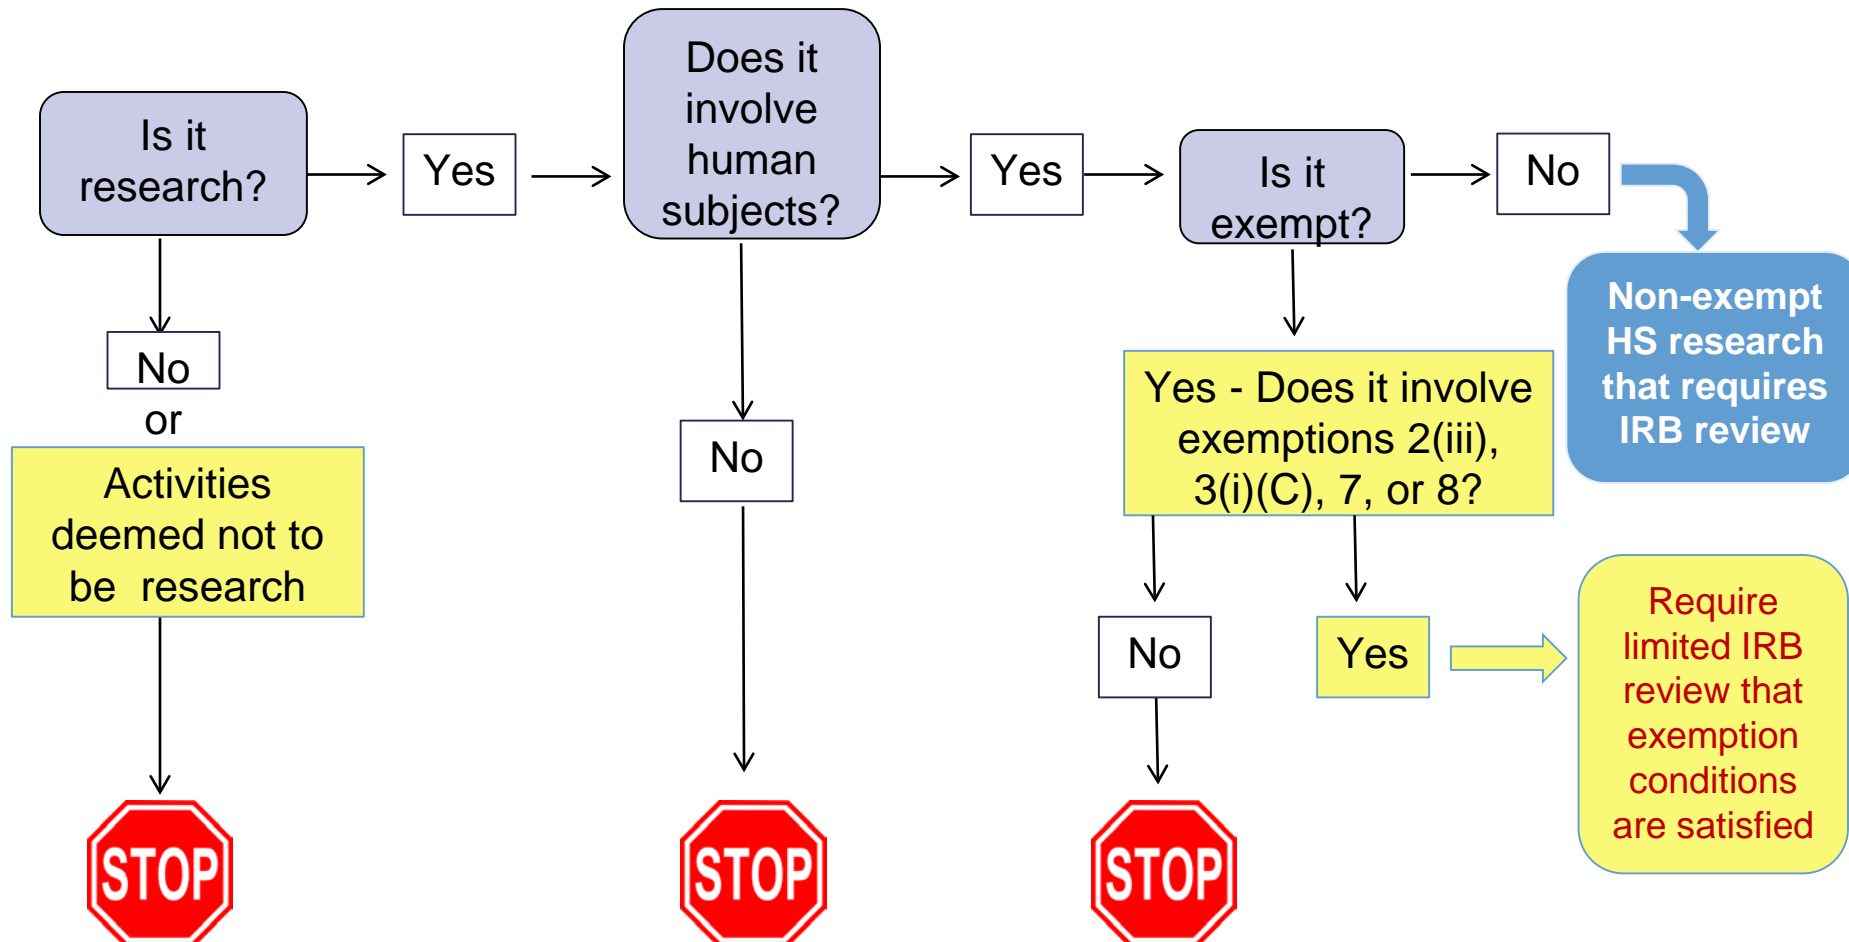 Is it
research?
Yes
Does it
involve
human
subjects?
Yes
Is it
exempt?
No
Non-exempt
HS research
that requires
IRB review
No
or
Activities
deemed not to
be  research
No
Yes - Does it involve
exemptions 2(iii),
3(i)(C), 7, or 8?
No
Yes
Require
limited IRB
review that
exemption
conditions
are satisfied
STOP
STOP
STOP